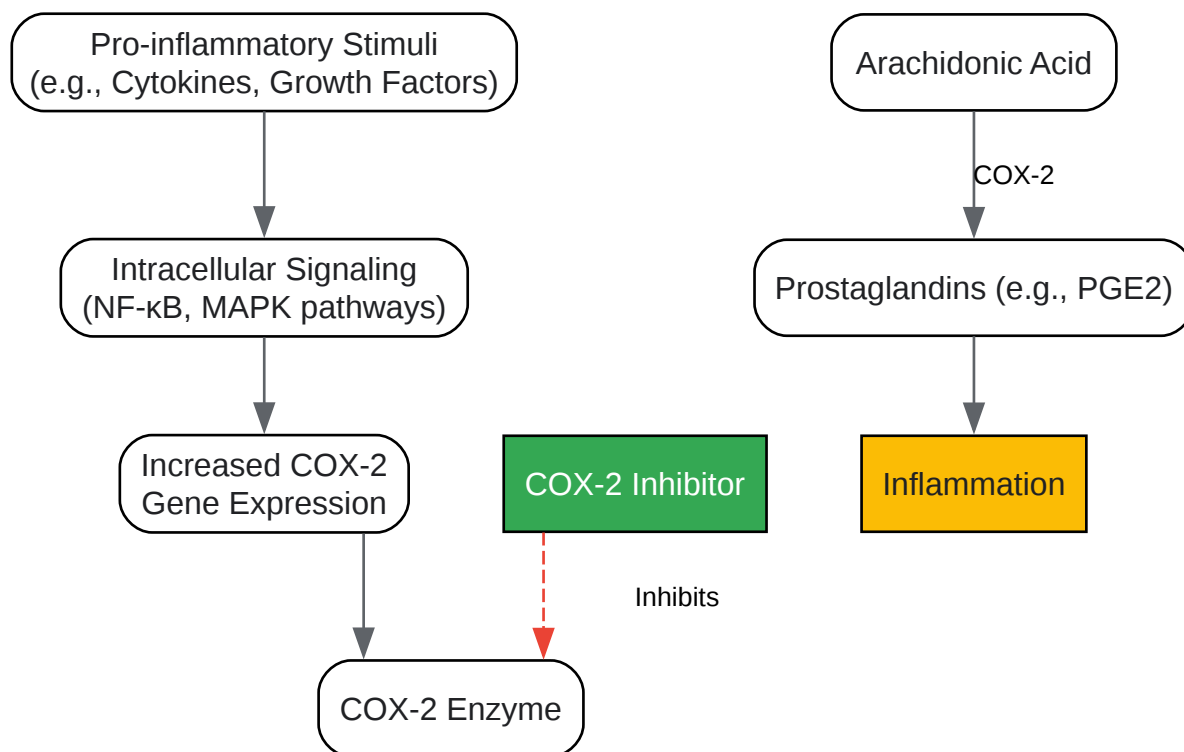 Pro-inflammatory Stimuli
(e.g., Cytokines, Growth Factors)
Arachidonic Acid
COX-2
Intracellular Signaling
(NF-κB, MAPK pathways)
Prostaglandins (e.g., PGE2)
Increased COX-2
Gene Expression
COX-2 Inhibitor
Inflammation
Inhibits
COX-2 Enzyme